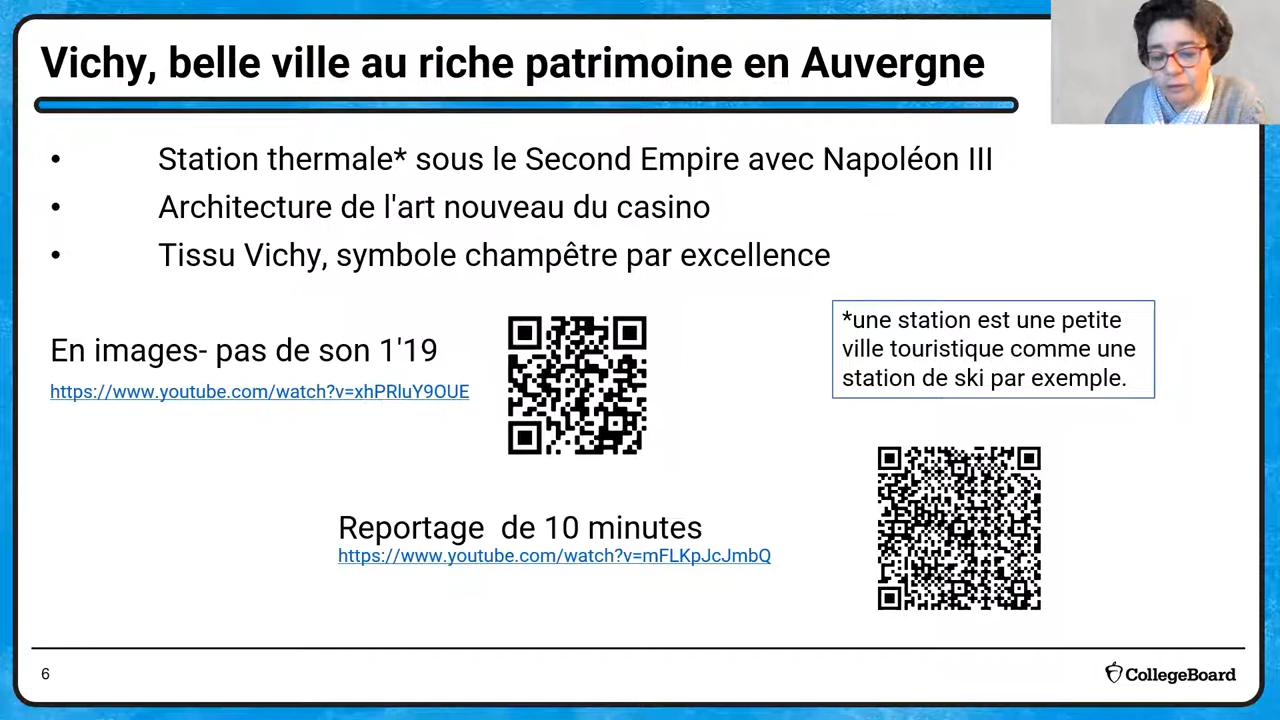 Vichy, belle ville au riche patrimoine en Auvergne
• Station thermale* sous le Second Empire avec Napoléon III
• Architecture de l'art nouveau du casino
• Tissu Vichy, symbole champêtre par excellence
*une station est une petite
ville touristique comme une
station de ski par exemple.
En images- pas de son 1'19
https://www.youtube.com/watch?v=xhPRluY9OUE
Reportage  de 10 minutes
https://www.youtube.com/watch?v=mFLKpJcJmbQ
6
CollegeBoard